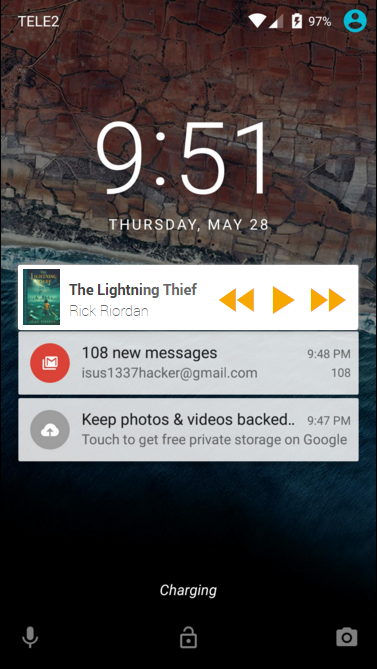 TELE2
97%
9:51
THURSDAY, MAY 28
The Lightning Thief
Rick Riordan
108 new messages 9:48 PM
isus1337hacker@gmail.com 108
Keep photos & videos backed.. 9:47 PM
Touch to get free private storage on Google
Charging